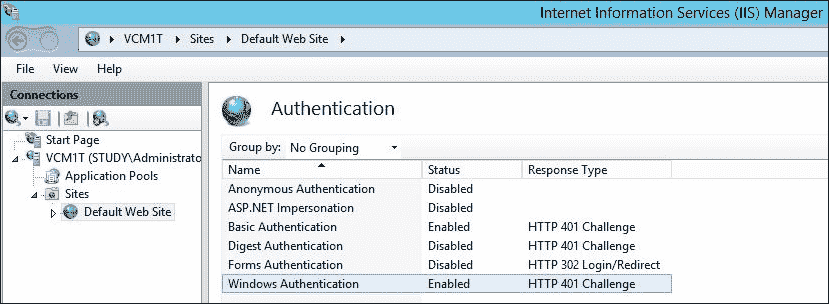 Internet Information Services (IIS) Manager
VCM1T Sites Default Web Site
File View Help
Connections
Start Page
VCM1T (STUDY\Administrato
Application Pools
Sites
Default Web Site
Authentication
Group by: No Grouping
Name Status Response Type
Anonymous Authentication Disabled
ASP.NET Impersonation Disabled
Basic Authentication Enabled HTTP 401 Challenge
Digest Authentication Disabled HTTP 401 Challenge
Forms Authentication Disabled HTTP 302 Login/Redirect
Windows Authentication Enabled HTTP 401 Challenge